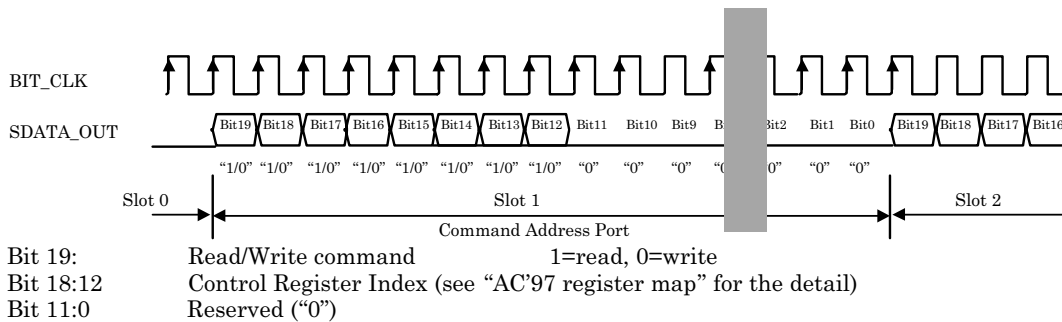 BIT_CLK
SDATA_OUT
Bit19 Bit18 Bit17 Bit16 Bit15 Bit14 Bit13 Bit12 Bit11 Bit10 Bit9 Bit1 Bit0 Bit19 Bit18 Bit17 Bit16
“1/0” “1/0” “1/0” “1/0” “1/0” “1/0” “1/0” “1/0” “0” “0” “0” “0” “0”
Slot 0 Slot 1 Slot 2
Command Address Port
Bit 19: Read/Write command 1=read, 0=write
Bit 18:12 Control Register Index (see “AC’97 register map” for the detail)
Bit 11:0 Reserved (“0”)